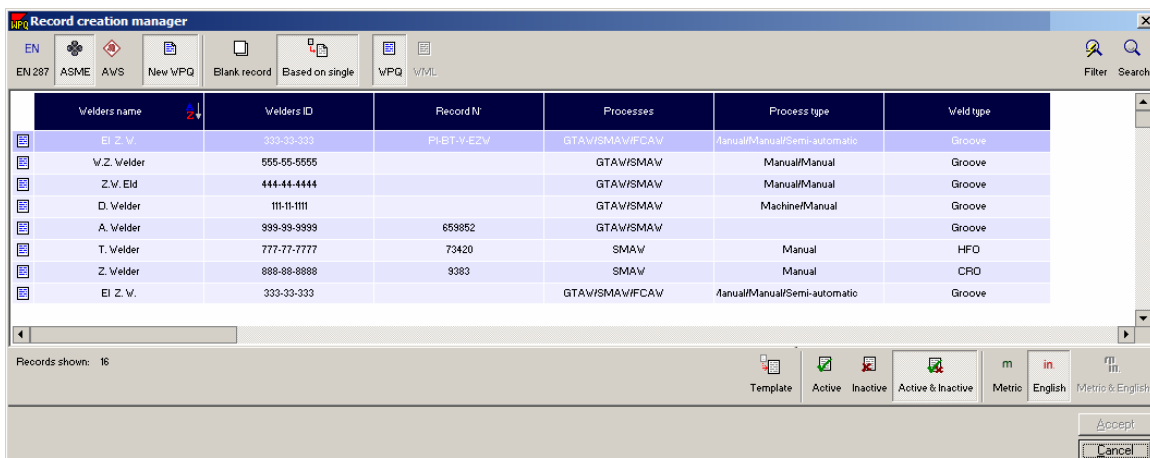 WPQ Record creation manager
EN
EN 287 ASME AWS New WPQ Blank record Based on single WPQ WML Filter Search
Welders name A Z Welders ID Record N° Processes Process type Weld type
El Z. W. 333-33-333 PI-BT-V-EZW GTAW/SMAW/FCAW Manual/Manual/Semi-automatic Groove
W.Z. Welder 555-55-5555 GTAW/SMAW Manual/Manual Groove
Z.W. Eld 444-44-4444 GTAW/SMAW Manual/Manual Groove
D. Welder 111-11-1111 GTAW/SMAW Machine/Manual Groove
A. Welder 999-99-9999 659852 GTAW/SMAW Groove
T. Welder 777-77-7777 73420 SMAW Manual HFO
Z. Welder 888-88-8888 9383 SMAW Manual CRO
El Z. W. 333-33-333 GTAW/SMAW/FCAW Manual/Manual/Semi-automatic Groove
Records shown: 16
m in. m in.
Template Active Inactive Active & Inactive Metric English Metric & English
Accept
Cancel